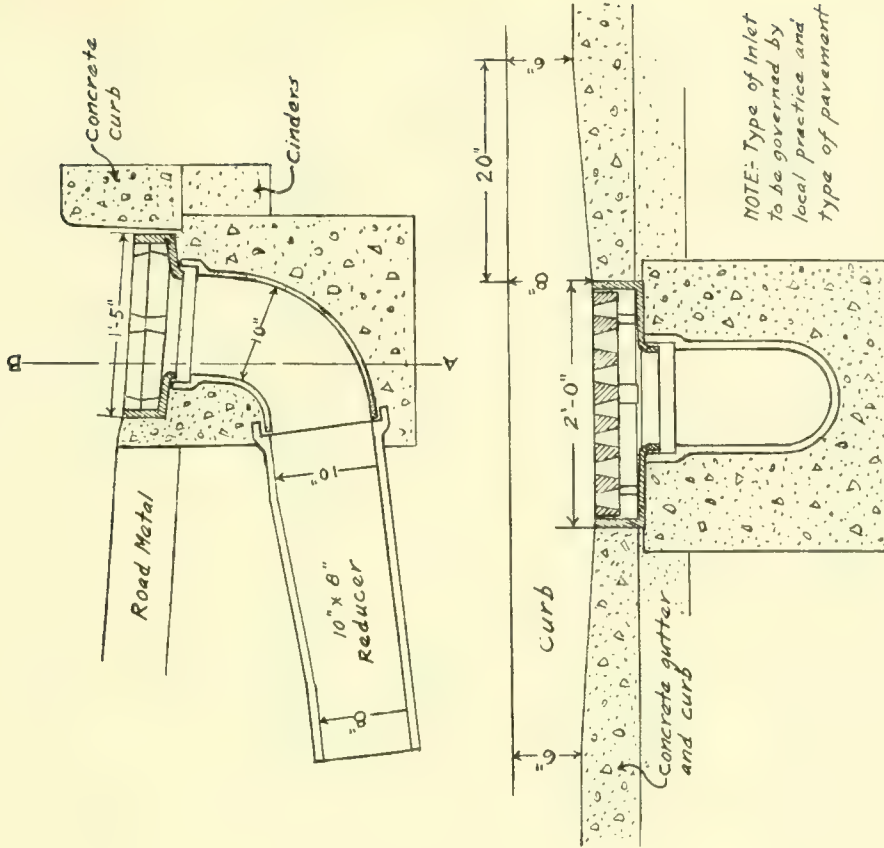 Concrete
curb
Cinders
B
1'-5"
10"
A
Road Metal
10"
10" x 8"
Reducer
8"
20"
6"
8"
2'-0"
Curb
6"
Concrete gutter
and curb
NOTE:- Type of Inlet
to be governed by
local practice and
type of pavement